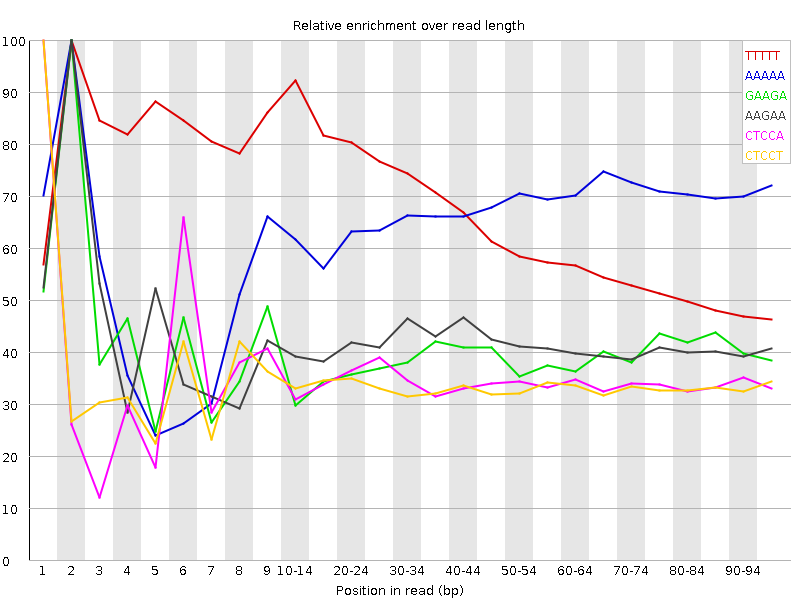 Relative enrichment over read length
100
90
80
70
60
50
40
30
20
10
0
TTTTT
AAAAA
GAAGA
AAGAA
CTCCA
CTCCT
1 2 3 4 5 6 7 8 9 10-14 20-24 30-34 40-44 50-54 60-64 70-74 80-84 90-94
Position in read (bp)